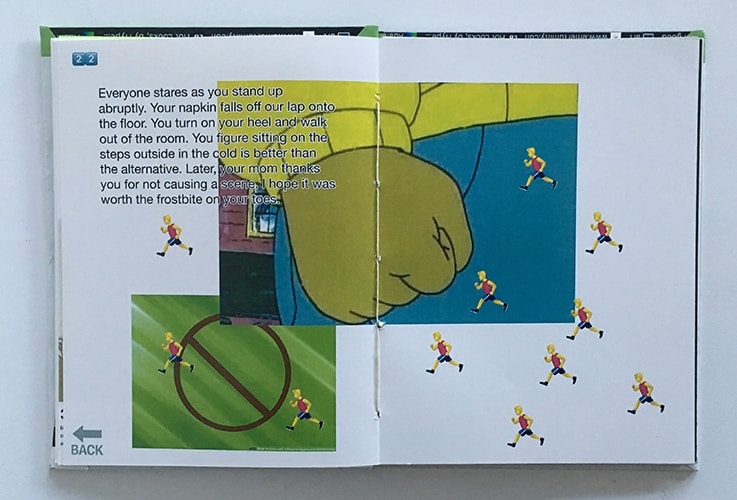 22
Everyone stares as you stand up
abruptly. Your napkin falls off our lap onto
the floor. You turn on your heel and walk
out of the room. You figure sitting on the
steps outside in the cold is better than
the alternative. Later, your mom thanks
you for not causing a scene. I hope it was
worth the frostbite on your toes.
BACK